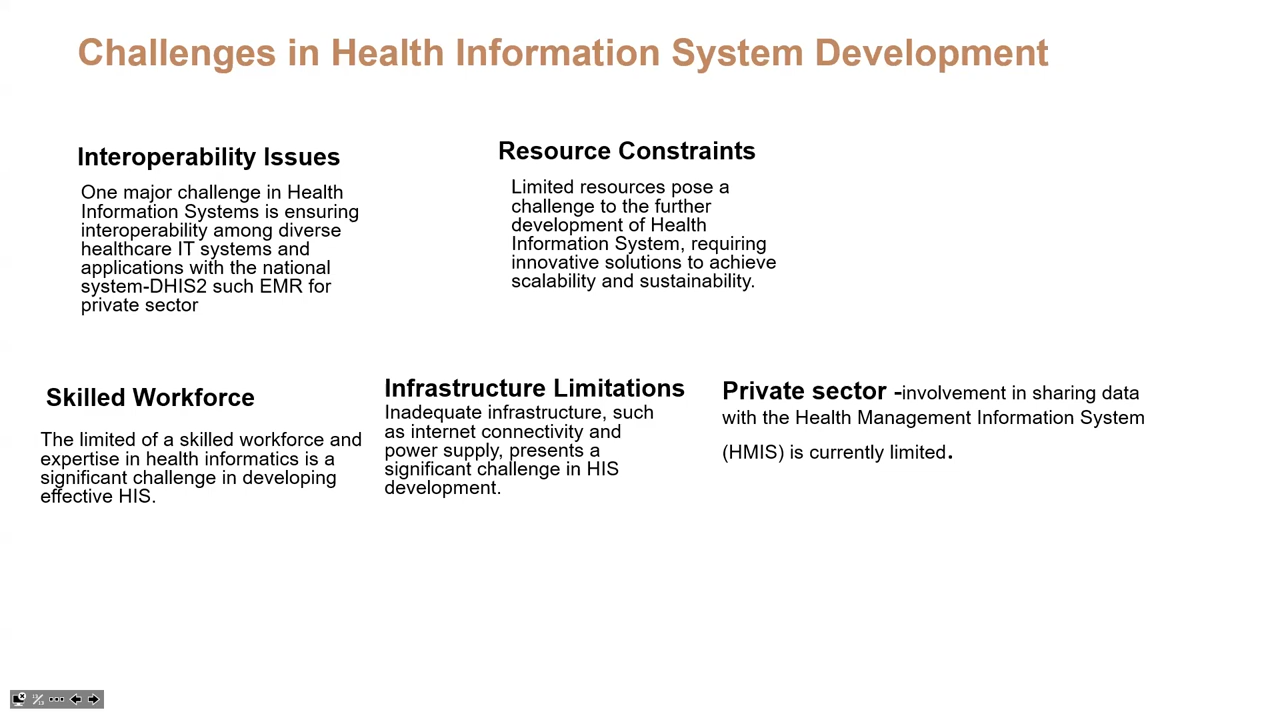 Challenges in Health Information System Development
Interoperability Issues
One major challenge in Health
Information Systems is ensuring
interoperability among diverse
healthcare IT systems and
applications with the national
system-DHIS2 such EMR for
private sector
Resource Constraints
Limited resources pose a
challenge to the further
development of Health
Information System, requiring
innovative solutions to achieve
scalability and sustainability.
Skilled Workforce
The limited of a skilled workforce and
expertise in health informatics is a
significant challenge in developing
effective HIS.
Infrastructure Limitations
Inadequate infrastructure, such
as internet connectivity and
power supply, presents a
significant challenge in HIS
development.
Private sector -involvement in sharing data
with the Health Management Information System
(HMIS) is currently limited.